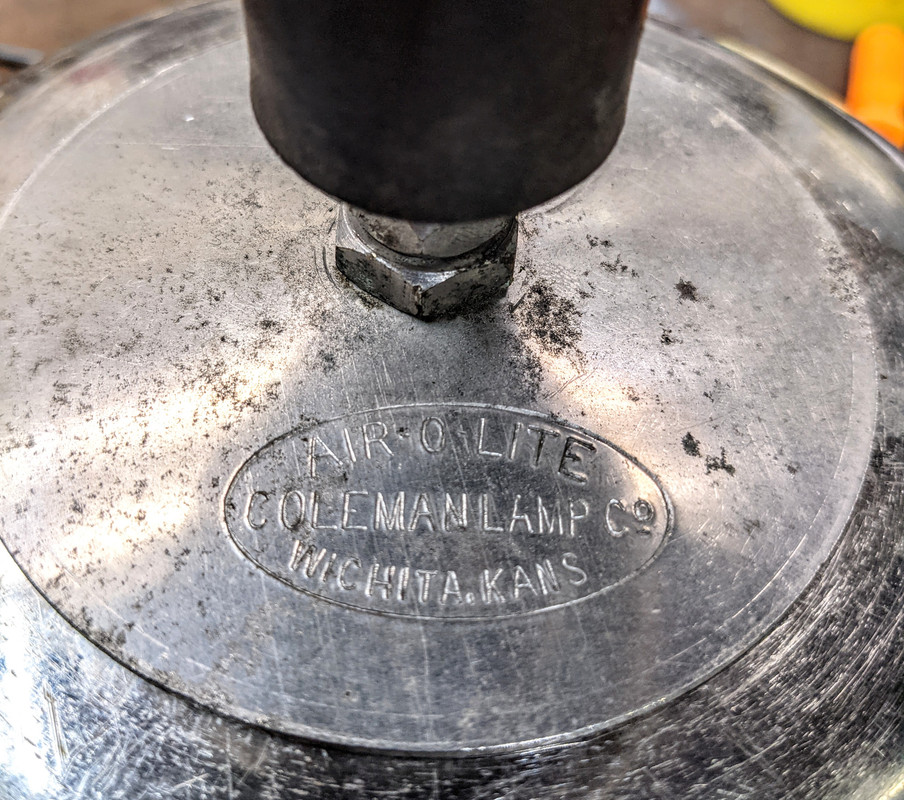 AIR-O-LITE
COLEMAN LAMP Co
WICHITA. KANS